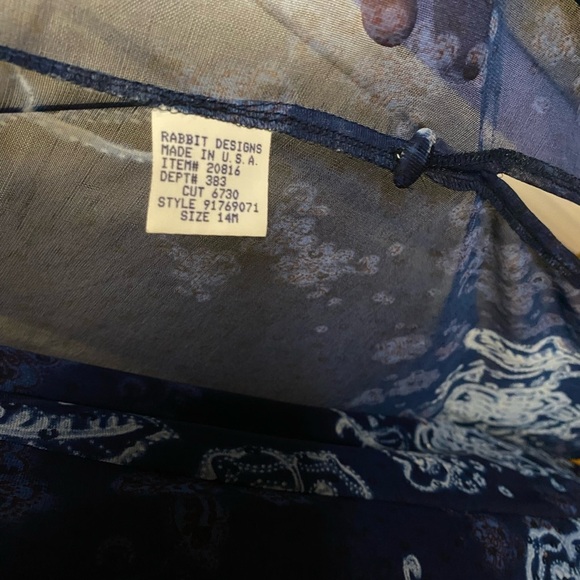 RABBIT DESIGNS
MADE IN U.S.A.
ITEM# 20816
DEPT# 383
CUT 6730
STYLE 91769071
SIZE 14M